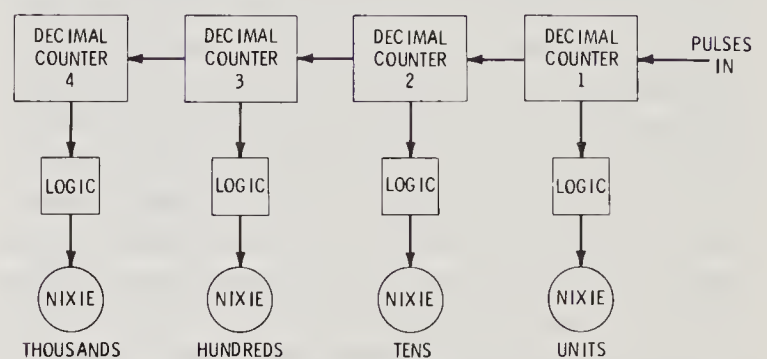 DECIMAL
COUNTER
4
DECIMAL
COUNTER
3
DECIMAL
COUNTER
2
DECIMAL
COUNTER
1
PULSES
IN
LOGIC
LOGIC
LOGIC
LOGIC
NIXIE
NIXIE
NIXIE
NIXIE
THOUSANDS
HUNDREDS
TENS
UNITS